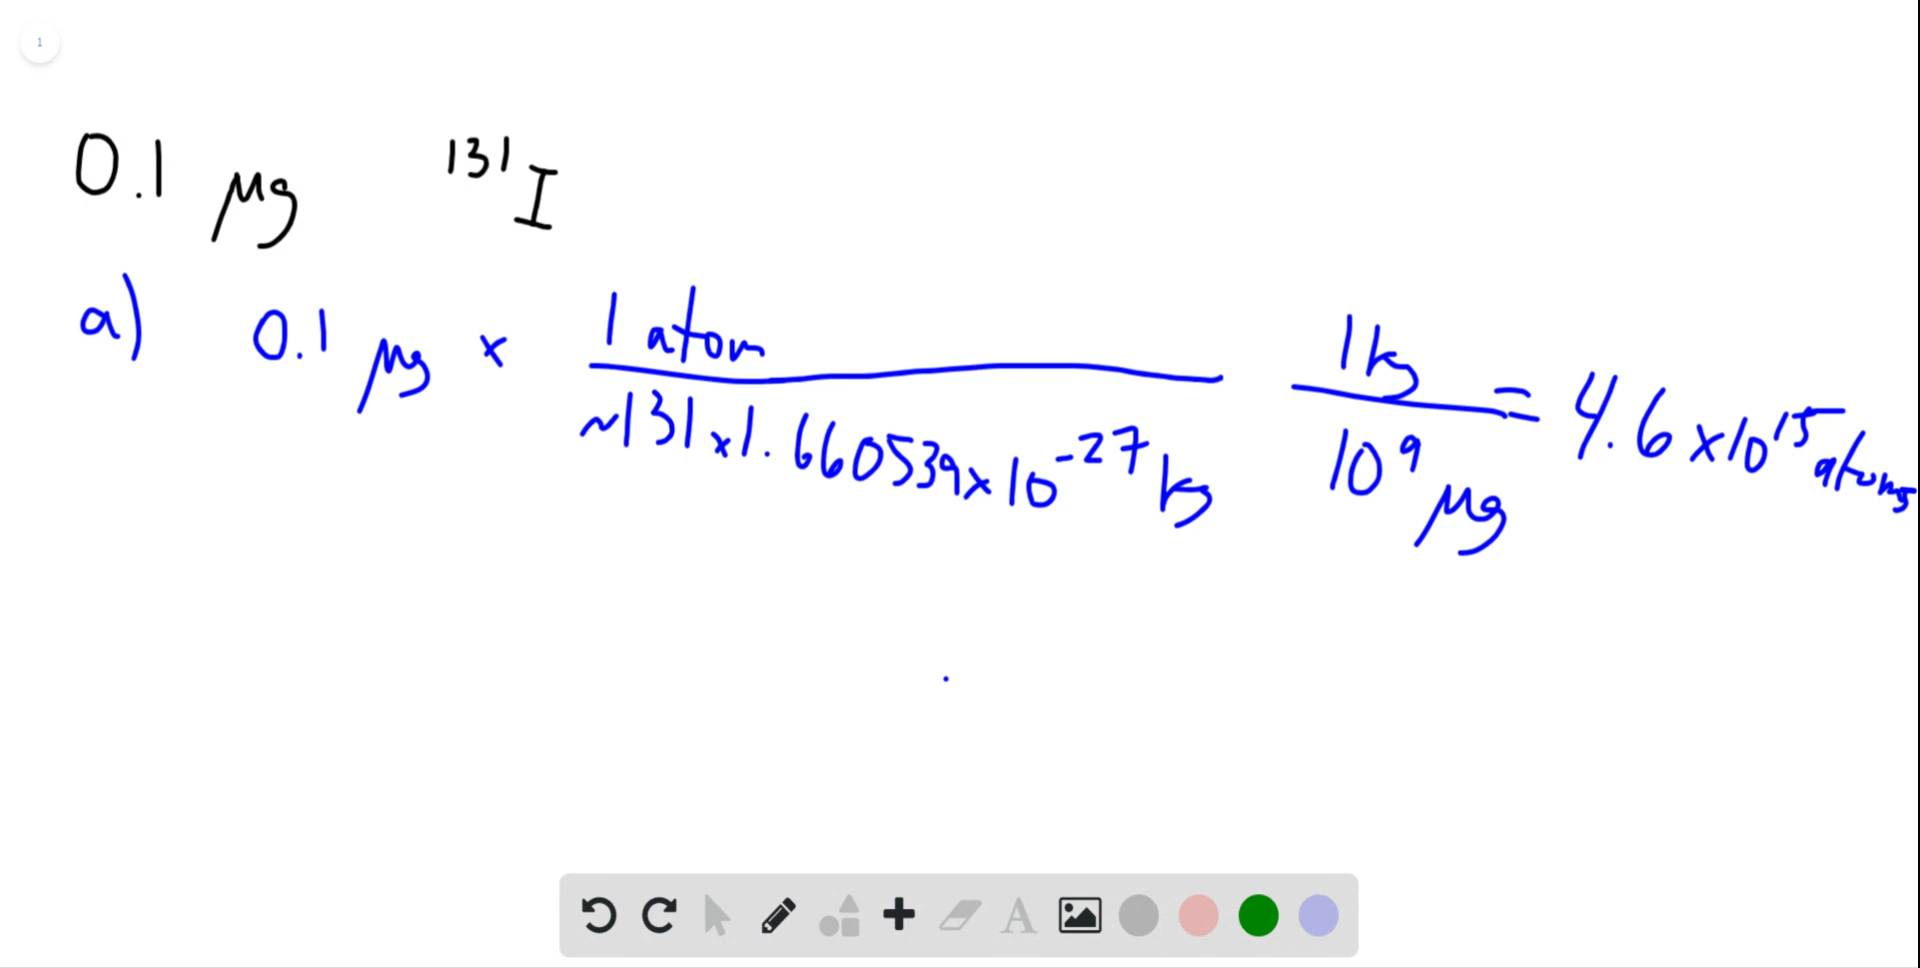 1
0.1 μg ¹³¹I
a) 0.1 μg × 1 atom / ~131×1.660539×10⁻²⁷ kg 1 kg / 10⁹ μg = 4.6×10¹⁵ atoms
A